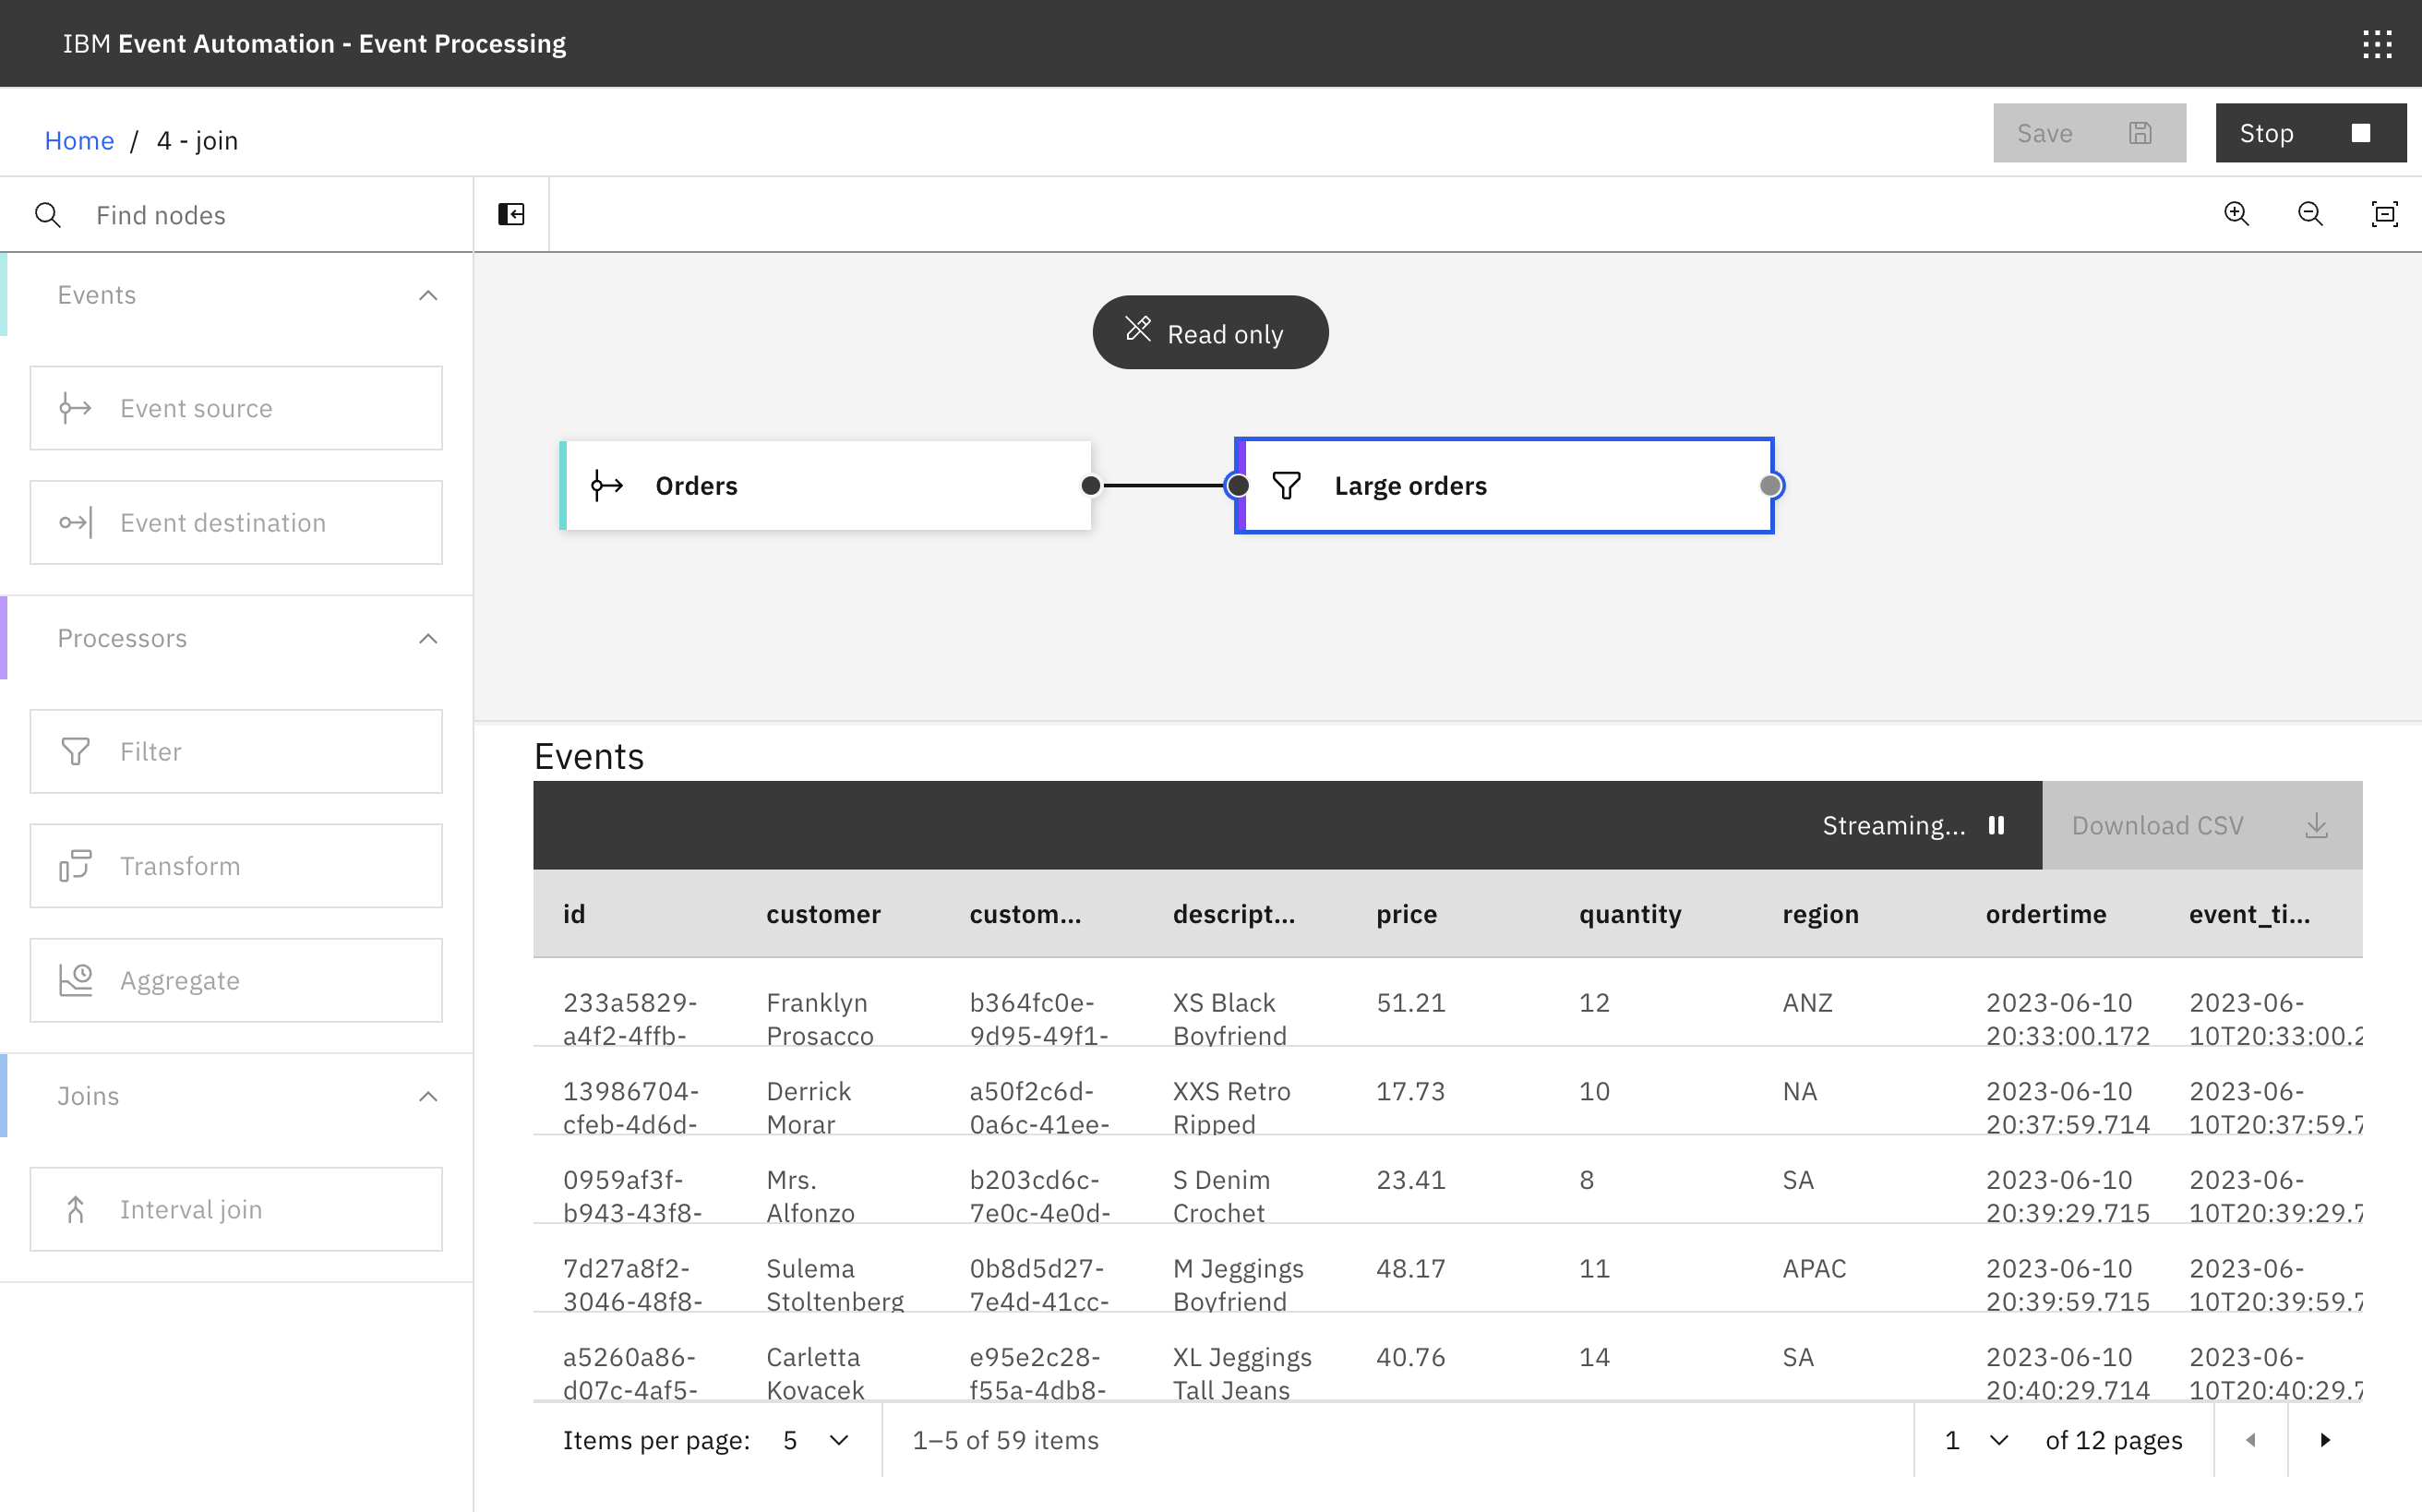 IBM Event Automation - Event Processing
Home / 4 - join
Save
Stop
Find nodes
Events
Event source
Event destination
Processors
Filter
Transform
Aggregate
Joins
Interval join
Read only
Orders
Large orders
Events
Streaming...
Download CSV
id customer custom... descript... price quantity region ordertime event_ti...
233a5829- Franklyn b364fc0e- XS Black 51.21 12 ANZ 2023-06-10 2023-06-
a4f2-4ffb- Prosacco 9d95-49f1- Boyfriend 20:33:00.172 10T20:33:00.2
13986704- Derrick a50f2c6d- XXS Retro 17.73 10 NA 2023-06-10 2023-06-
cfeb-4d6d- Morar 0a6c-41ee- Ripped 20:37:59.714 10T20:37:59.7
0959af3f- Mrs. b203cd6c- S Denim 23.41 8 SA 2023-06-10 2023-06-
b943-43f8- Alfonzo 7e0c-4e0d- Crochet 20:39:29.715 10T20:39:29.7
7d27a8f2- Sulema 0b8d5d27- M Jeggings 48.17 11 APAC 2023-06-10 2023-06-
3046-48f8- Stoltenberg 7e4d-41cc- Boyfriend 20:39:59.715 10T20:39:59.7
a5260a86- Carletta e95e2c28- XL Jeggings 40.76 14 SA 2023-06-10 2023-06-
d07c-4af5- Kovacek f55a-4db8- Tall Jeans 20:40:29.714 10T20:40:29.7
Items per page: 5 1–5 of 59 items 1 of 12 pages